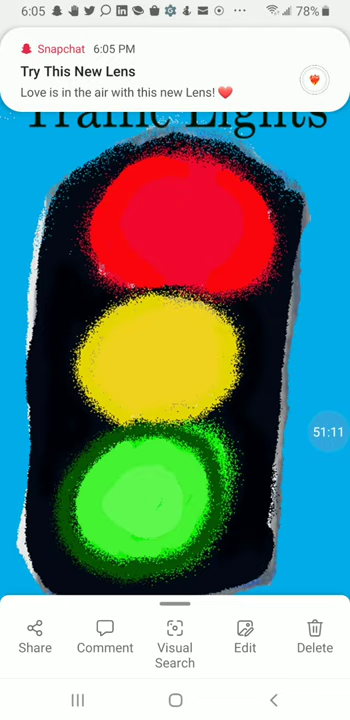 6:05
78%
Snapchat 6:05 PM
Try This New Lens
Love is in the air with this new Lens!
Traffic Lights
51:11
Share
Comment
Visual
Search
Edit
Delete